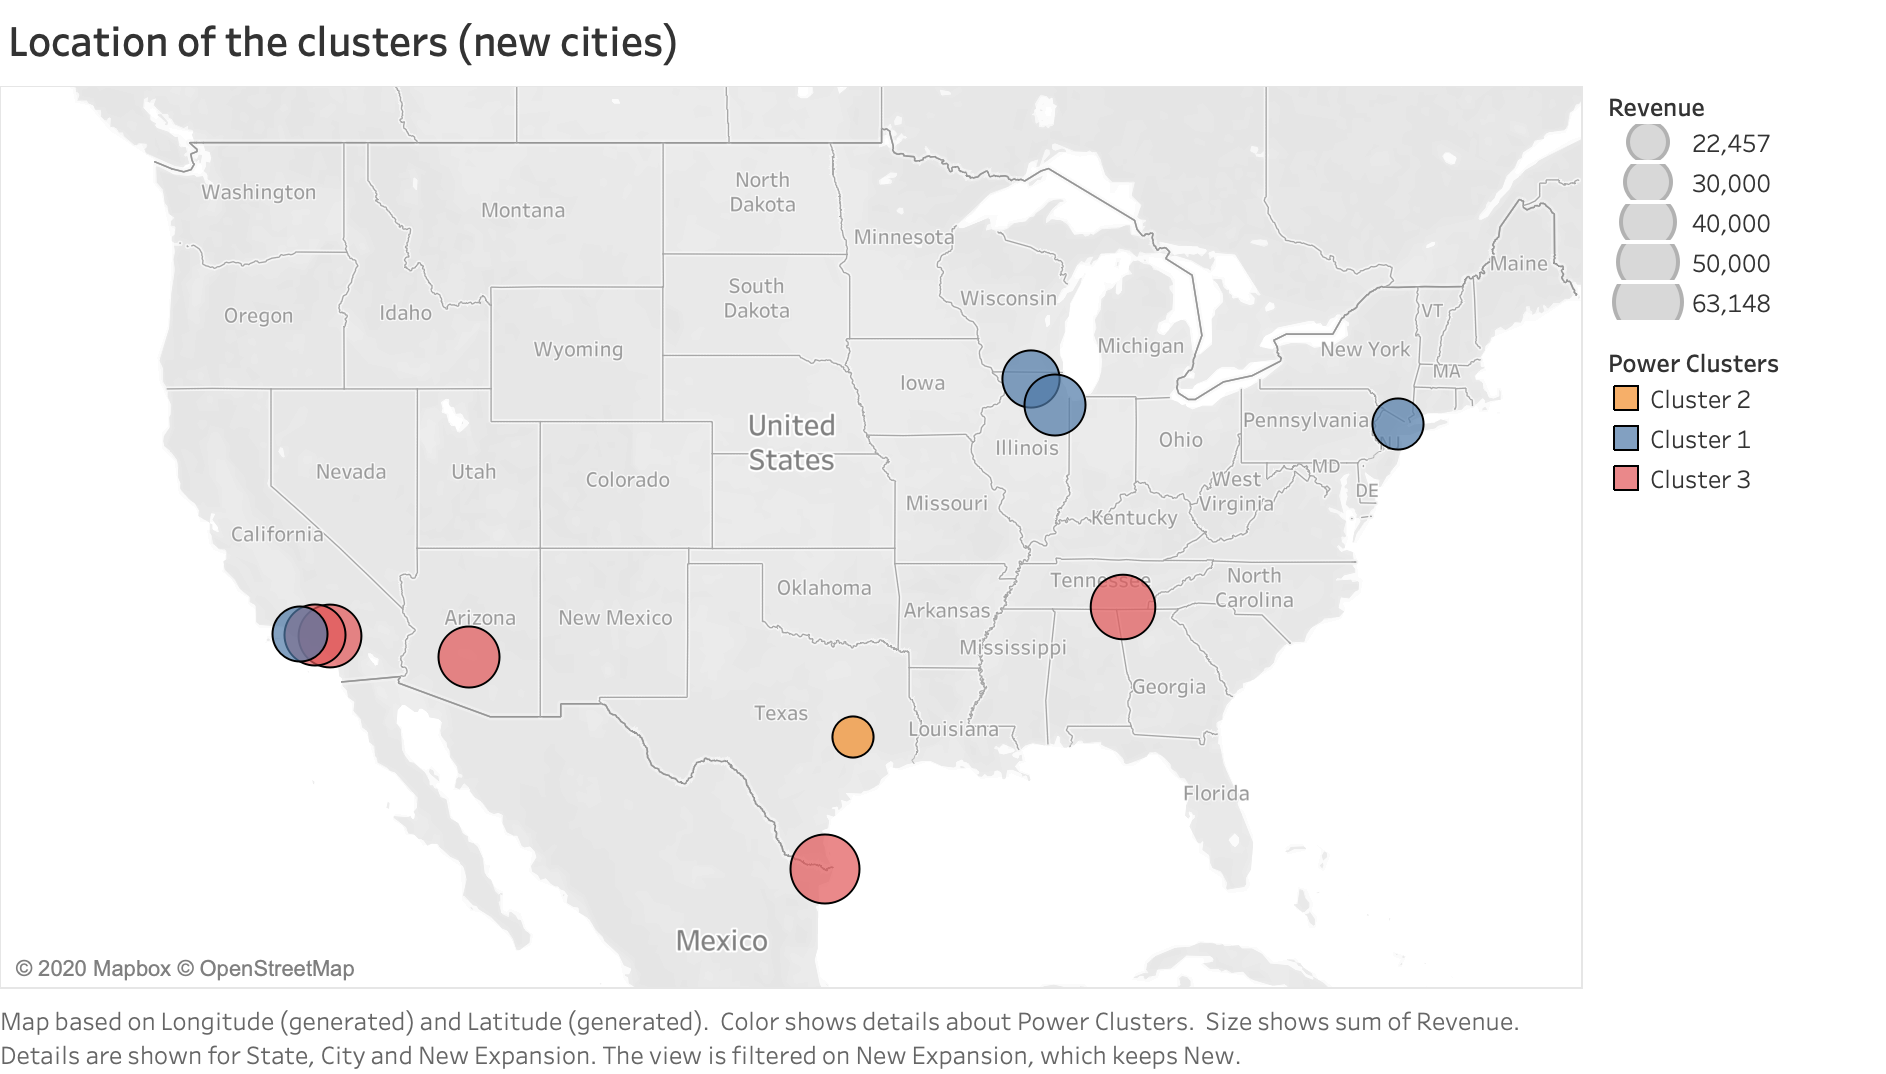 Location of the clusters (new cities)
Revenue
22,457
30,000
40,000
50,000
63,148
Power Clusters
Cluster 2
Cluster 1
Cluster 3
Washington
Montana
North
Dakota
Minnesota
Maine
Oregon
Idaho
South
Dakota
Wisconsin
VT
Wyoming
Michigan
New York
Iowa
MA
United
States
Pennsylvania
NJ
Illinois
Ohio
Nevada
Utah
Colorado
MD
West
Virginia
DE
Missouri
Kentucky
California
Oklahoma
Tennessee
North
Carolina
Arizona
New Mexico
Arkansas
Mississippi
Georgia
Texas
Louisiana
Florida
Mexico
© 2020 Mapbox © OpenStreetMap
Map based on Longitude (generated) and Latitude (generated).  Color shows details about Power Clusters.  Size shows sum of Revenue.
Details are shown for State, City and New Expansion. The view is filtered on New Expansion, which keeps New.